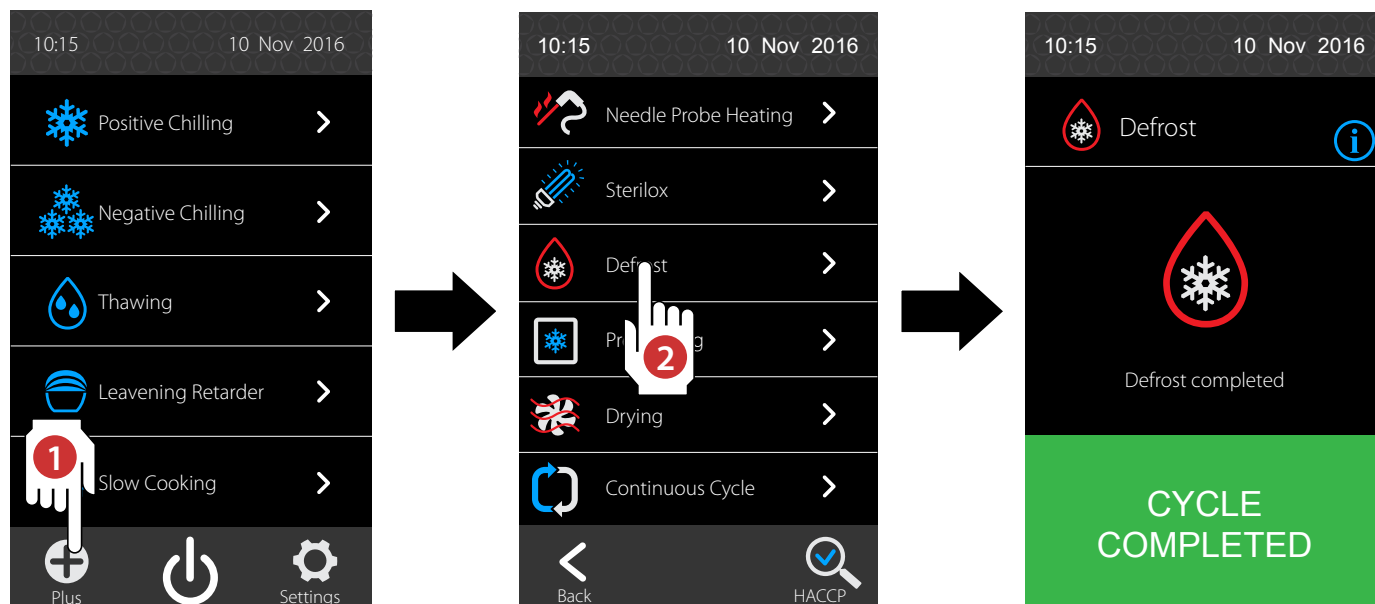 10:15 10 Nov 2016
Positive Chilling
Negative Chilling
Thawing
Leavening Retarder
Slow Cooking
1
Plus
Settings
10:15 10 Nov 2016
Needle Probe Heating
Sterilox
Defrost
2
Drying
Continuous Cycle
Back
HACCP
10:15 10 Nov 2016
Defrost
i
Defrost completed
CYCLE
COMPLETED